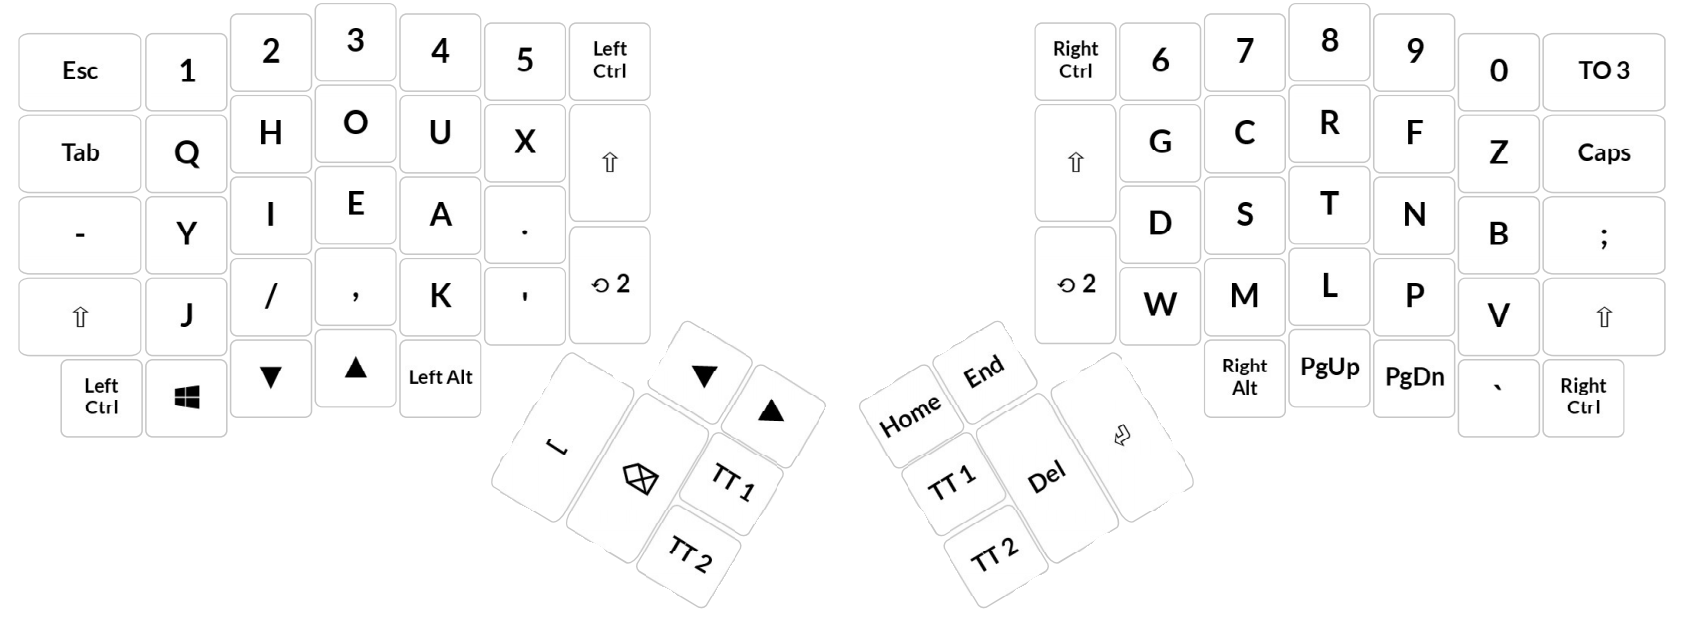 Esc
1
2
3
4
5
Left
Ctrl
Right
Ctrl
6
7
8
9
0
TO 3
Tab
Q
H
O
U
X
⇧
⇧
G
C
R
F
Z
Caps
-
Y
I
E
A
.
D
S
T
N
B
;
⇧
J
/
,
K
'
⟲ 2
⟲ 2
W
M
L
P
V
⇧
Left
Ctrl
▼
▲
Left Alt
Right
Alt
PgUp
PgDn
`
Right
Ctrl
▼
▲
TT 1
TT 2
Home
End
TT 1
Del
TT 2